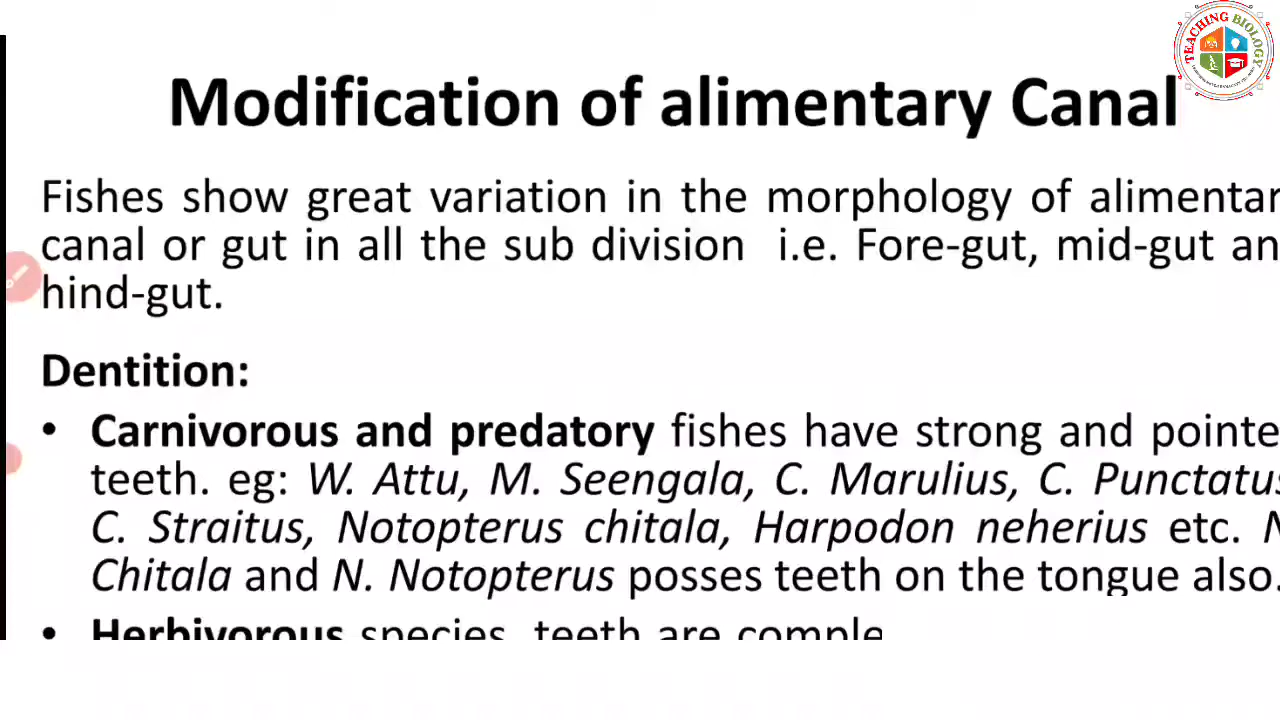 TEACHING BIOLOGY
Modification of alimentary Canal
Fishes show great variation in the morphology of alimentar
canal or gut in all the sub division i.e. Fore-gut, mid-gut an
hind-gut.
Dentition:
• Carnivorous and predatory fishes have strong and pointe
teeth. eg: W. Attu, M. Seengala, C. Marulius, C. Punctatus
C. Straitus, Notopterus chitala, Harpodon neherius etc. N
Chitala and N. Notopterus posses teeth on the tongue also.
• Herbivorous species, teeth are comple